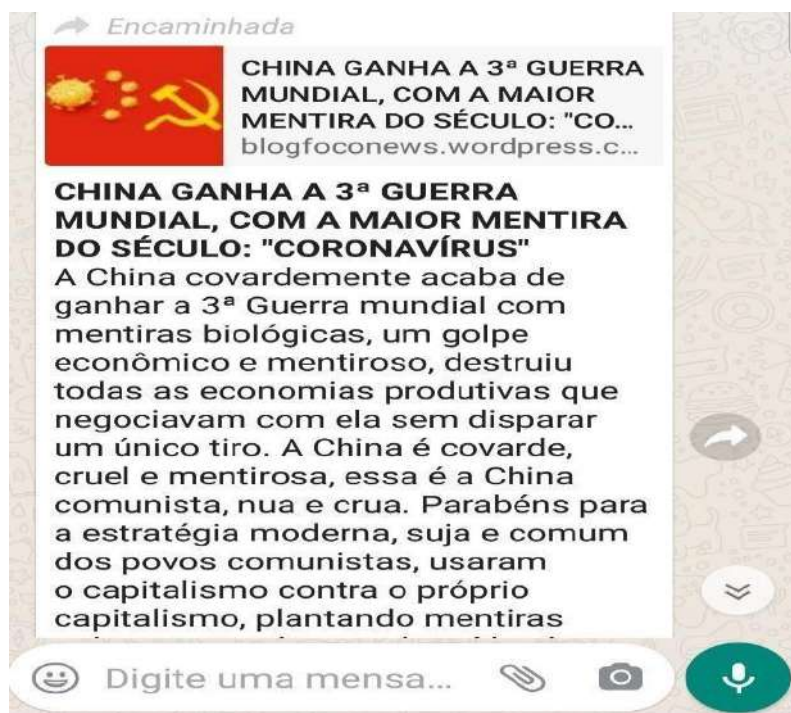 Encaminhada
CHINA GANHA A 3ª GUERRA
MUNDIAL, COM A MAIOR
MENTIRA DO SÉCULO: "CO...
blogfoconews.wordpress.c...
CHINA GANHA A 3ª GUERRA
MUNDIAL, COM A MAIOR MENTIRA
DO SÉCULO: "CORONAVÍRUS"
A China covardemente acaba de
ganhar a 3ª Guerra mundial com
mentiras biológicas, um golpe
econômico e mentiroso, destruiu
todas as economias produtivas que
negociavam com ela sem disparar
um único tiro. A China é covarde,
cruel e mentirosa, essa é a China
comunista, nua e crua. Parabéns para
a estratégia moderna, suja e comum
dos povos comunistas, usaram
o capitalismo contra o próprio
capitalismo, plantando mentiras
Digite uma mensa...